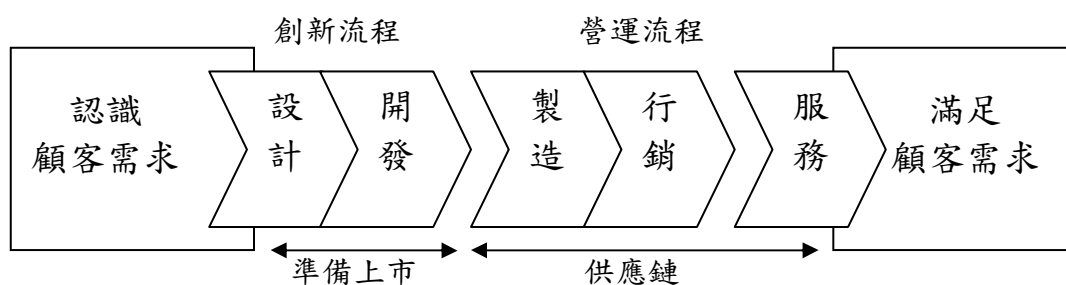 創新流程
營運流程
認識
顧客需求
設計
開發
製造
行銷
服務
滿足
顧客需求
準備上市
供應鏈